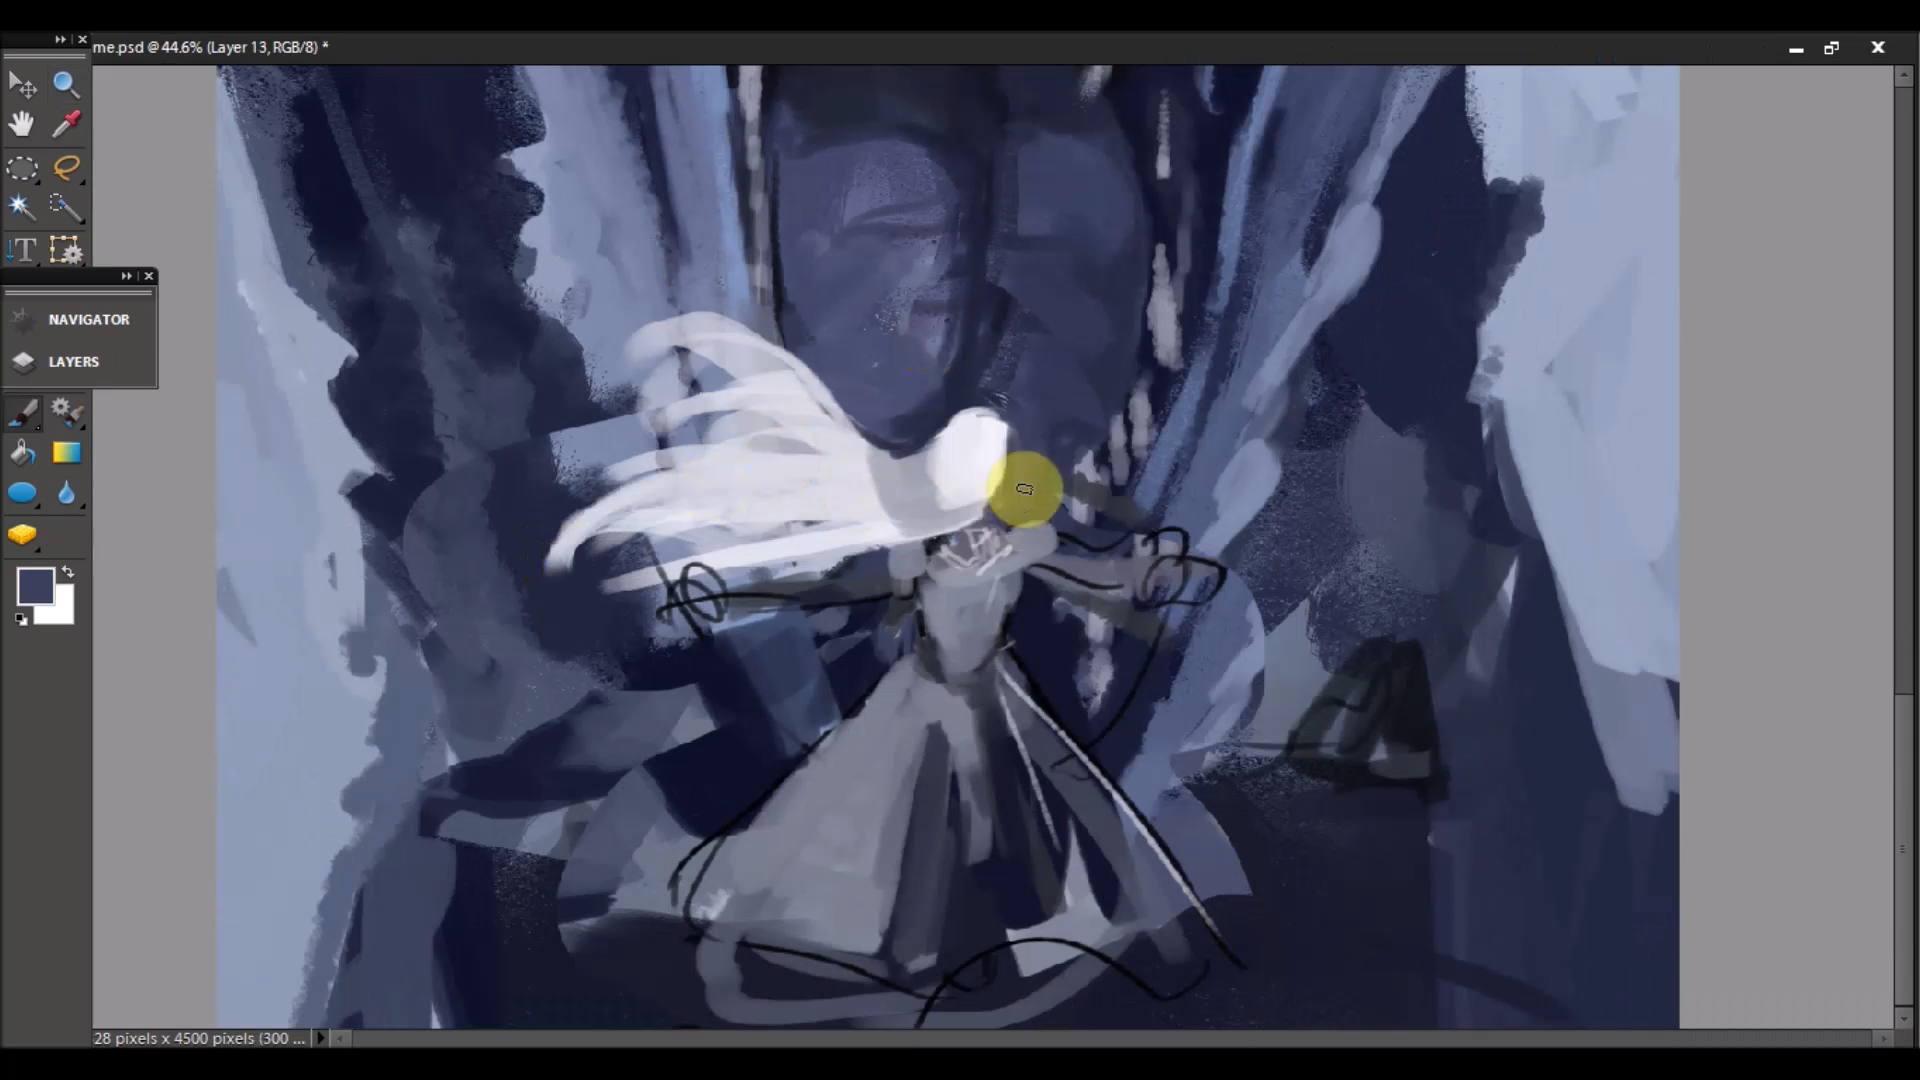 me.psd @ 44.6% (Layer 13, RGB/8) *
NAVIGATOR
LAYERS
28 pixels x 4500 pixels (300 ...